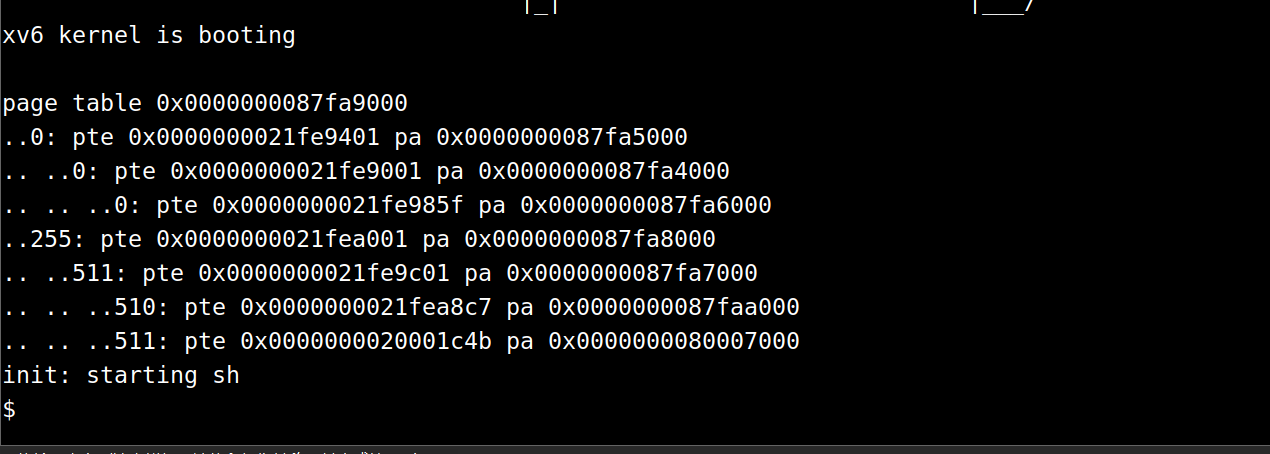 |_| |___/
xv6 kernel is booting
page table 0x0000000087fa9000
..0: pte 0x0000000021fe9401 pa 0x0000000087fa5000
.. ..0: pte 0x0000000021fe9001 pa 0x0000000087fa4000
.. .. ..0: pte 0x0000000021fe985f pa 0x0000000087fa6000
..255: pte 0x0000000021fea001 pa 0x0000000087fa8000
.. ..511: pte 0x0000000021fe9c01 pa 0x0000000087fa7000
.. .. ..510: pte 0x0000000021fea8c7 pa 0x0000000087faa000
.. .. ..511: pte 0x0000000020001c4b pa 0x0000000080007000
init: starting sh
$